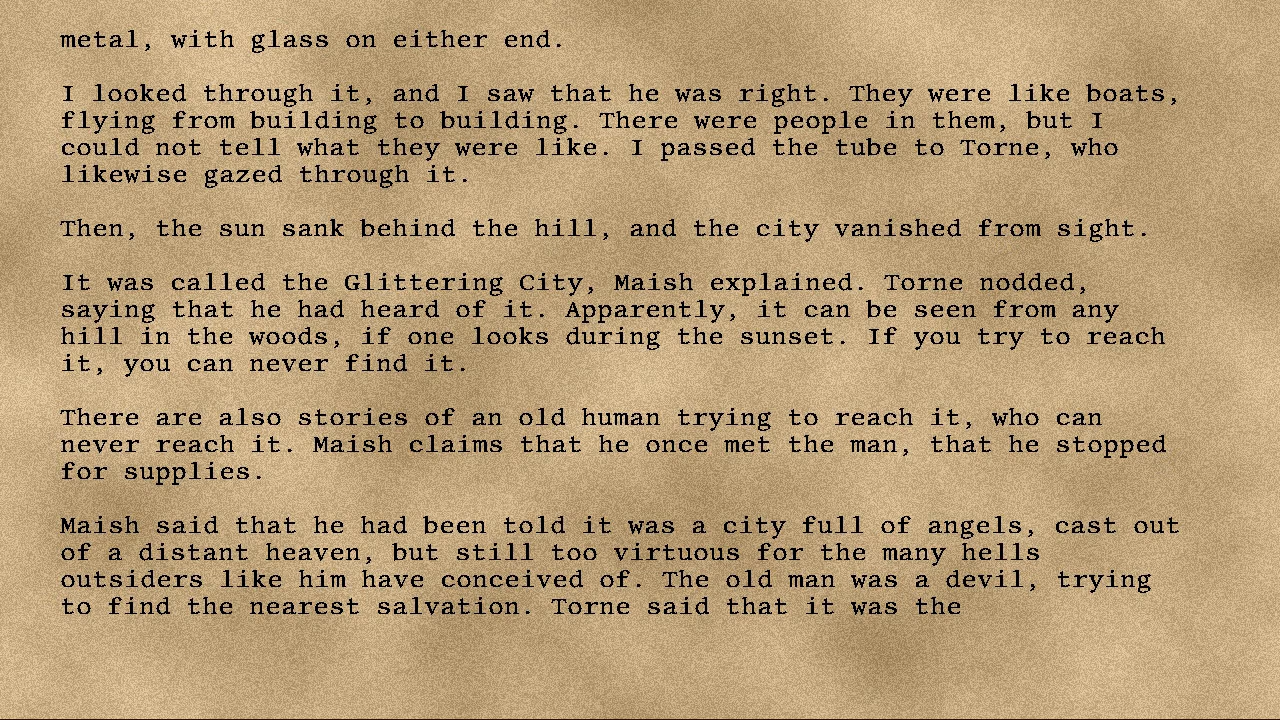 metal, with glass on either end.
I looked through it, and I saw that he was right. They were like boats,
flying from building to building. There were people in them, but I
could not tell what they were like. I passed the tube to Torne, who
likewise gazed through it.
Then, the sun sank behind the hill, and the city vanished from sight.
It was called the Glittering City, Maish explained. Torne nodded,
saying that he had heard of it. Apparently, it can be seen from any
hill in the woods, if one looks during the sunset. If you try to reach
it, you can never find it.
There are also stories of an old human trying to reach it, who can
never reach it. Maish claims that he once met the man, that he stopped
for supplies.
Maish said that he had been told it was a city full of angels, cast out
of a distant heaven, but still too virtuous for the many hells
outsiders like him have conceived of. The old man was a devil, trying
to find the nearest salvation. Torne said that it was the